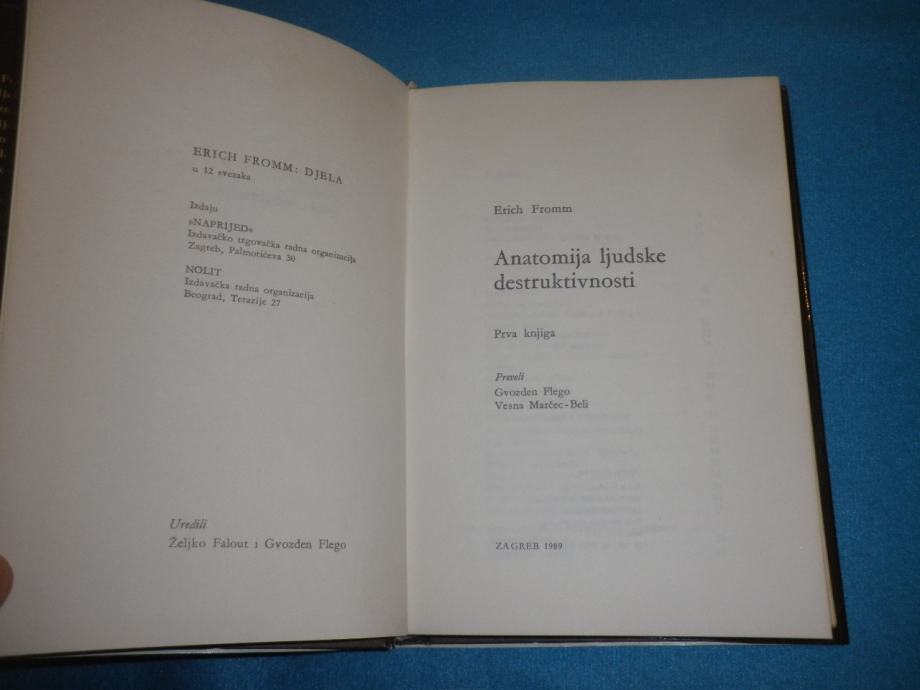 ERICH FROMM: DJELA
u 12 svezaka
Izdaju
»NAPRIJED«
Izdavačko trgovačka radna organizacija
Zagreb, Palmotićeva 30
NOLIT
Izdavačka radna organizacija
Beograd, Terazije 27
Uredili
Željko Falout i Gvozden Flego
Erich Fromm
Anatomija ljudske
destruktivnosti
Prva knjiga
Preveli
Gvozden Flego
Vesna Marčec-Beli
ZAGREB 1989